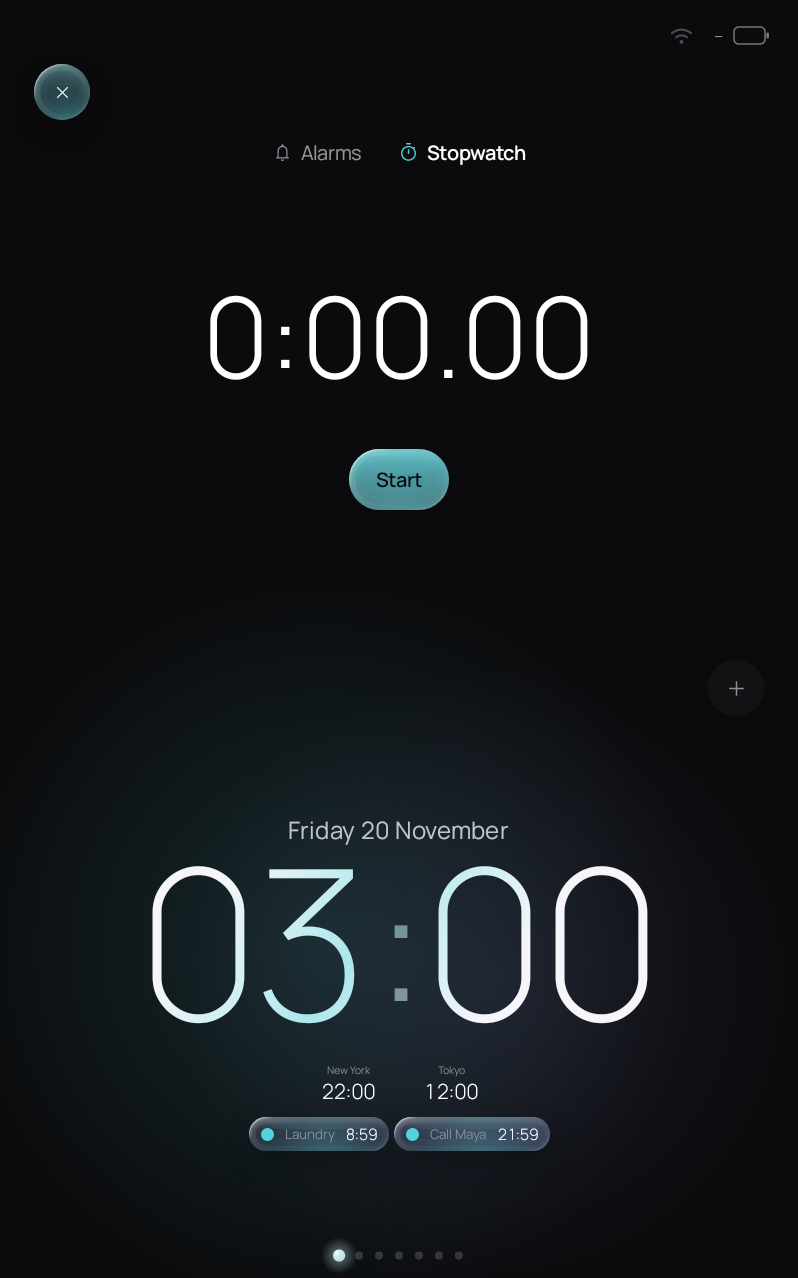 Alarms Stopwatch
0:00.00
Start
Friday 20 November
03:00
New York Tokyo
22:00 12:00
Laundry 8:59 Call Maya 21:59